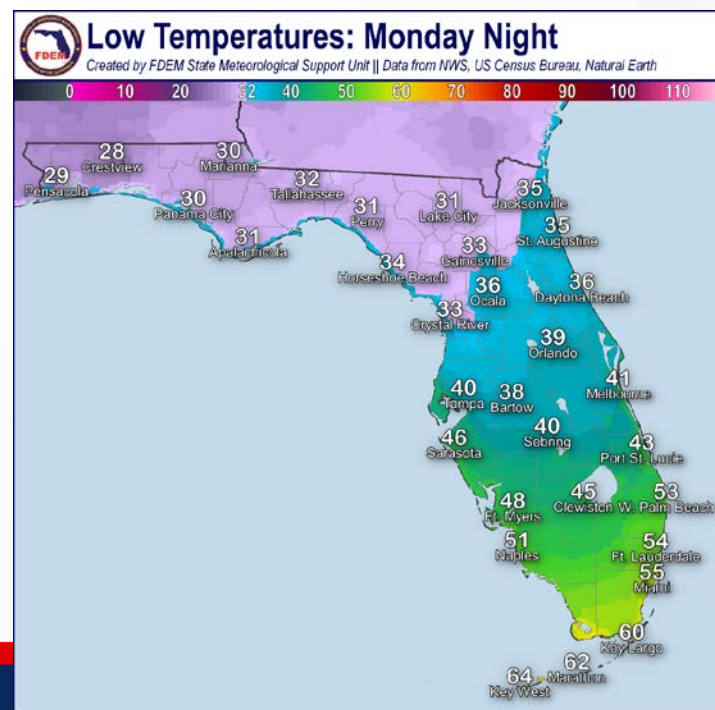 FDEM
Low Temperatures: Monday Night
Created by FDEM State Meteorological Support Unit || Data from NWS, US Census Bureau, Natural Earth
0 10 20 32 40 50 60 70 80 90 100 110
28
Crestview
30
Marianna
29
Pensacola
32
Tallahassee
30
Panama City
31
Perry
31
Lake City
35
Jacksonville
31
Apalachicola
35
St. Augustine
33
Gainesville
34
Horseshoe Beach
36
Ocala
36
Daytona Beach
33
Crystal River
39
Orlando
40
Tampa
38
Bartow
41
Melbourne
46
Sarasota
40
Sebring
43
Port St. Lucie
48
Ft. Myers
45
Clewiston
53
W. Palm Beach
51
Naples
54
Ft. Lauderdale
55
Miami
60
Key Largo
62
Marathon
64
Key West